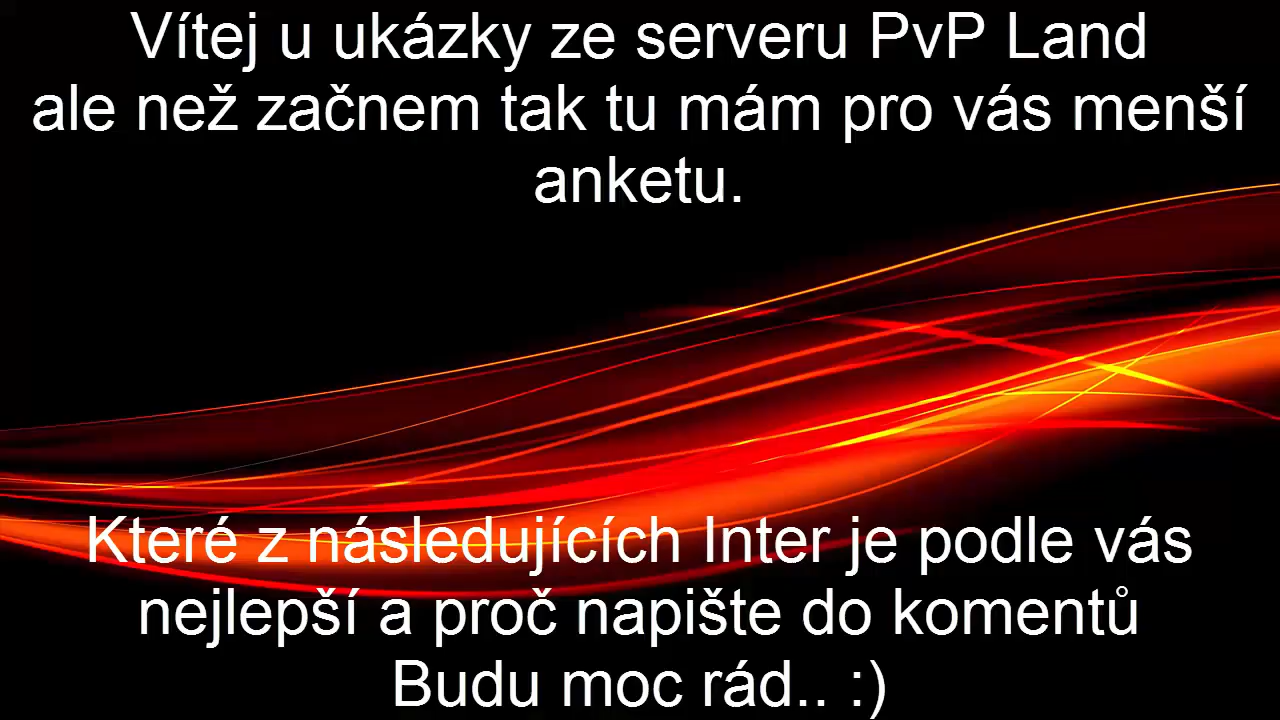 Vítej u ukázky ze serveru PvP Land
ale než začnem tak tu mám pro vás menší
anketu.
Které z následujících Inter je podle vás
nejlepší a proč napište do komentů
Budu moc rád.. :)